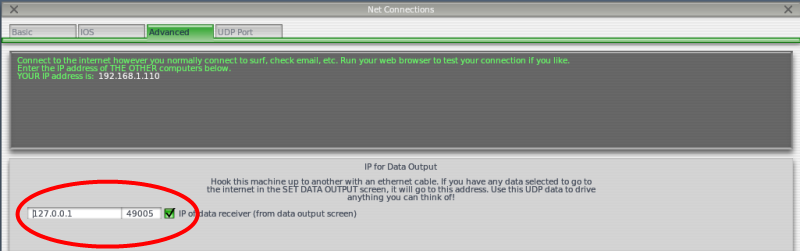 Net Connections
Basic IOS Advanced UDP Port
Connect to the internet however you normally connect to surf, check email, etc. Run your web browser to test your connection if you like.
Enter the IP address of THE OTHER computers below.
YOUR IP address is: 192.168.1.110
IP for Data Output
Hook this machine up to another with an ethernet cable. If you have any data selected to go to
the internet in the SET DATA OUTPUT screen, it will go to this address. Use this UDP data to drive
anything you can think of!
127.0.0.1 49005 IP of data receiver (from data output screen)